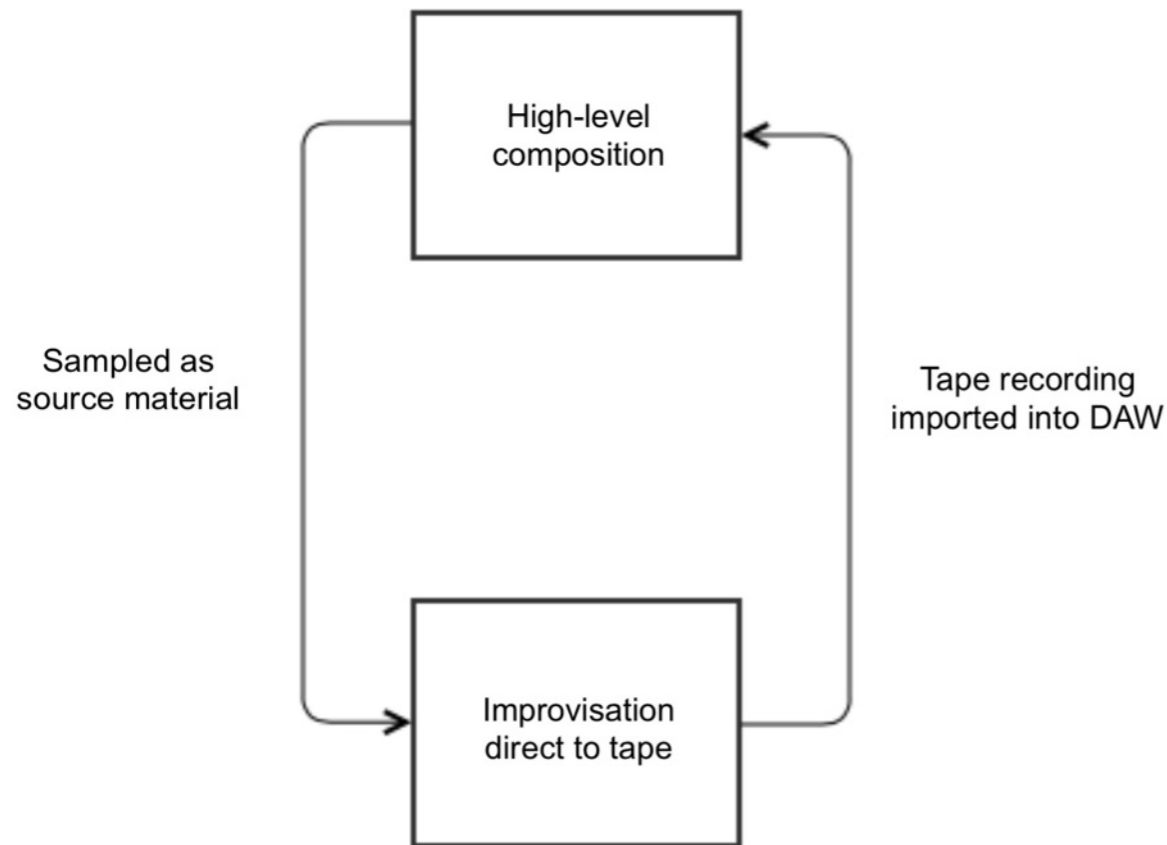 High-level
composition
Sampled as
source material
Tape recording
imported into DAW
Improvisation
direct to tape